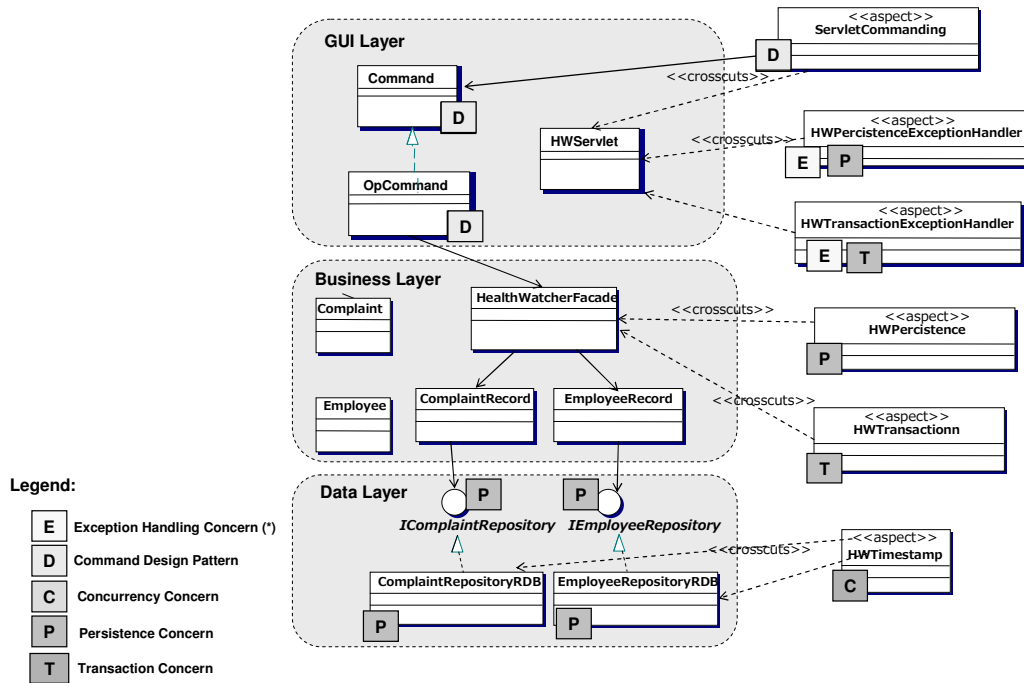 GUI Layer
<<aspect>>
ServletCommanding
D
Command
D
<<crosscuts>>
HWServlet
<<aspect>>
HWPercistenceExceptionHandler
<<crosscuts>>
E
P
OpCommand
D
<<aspect>>
HWTransactionExceptionHandler
E
T
Business Layer
Complaint
HealthWatcherFacade
<<crosscuts>>
<<aspect>>
HWPercistence
P
Employee
ComplaintRecord
EmployeeRecord
<<crosscuts>>
<<aspect>>
HWTransactionn
T
Data Layer
P
P
IComplaintRepository
IEmployeeRepository
<<crosscuts>>
<<aspect>>
HWTimestamp
C
ComplaintRepositoryRDB
P
EmployeeRepositoryRDB
P
Legend:
E Exception Handling Concern (*)
D Command Design Pattern
C Concurrency Concern
P Persistence Concern
T Transaction Concern